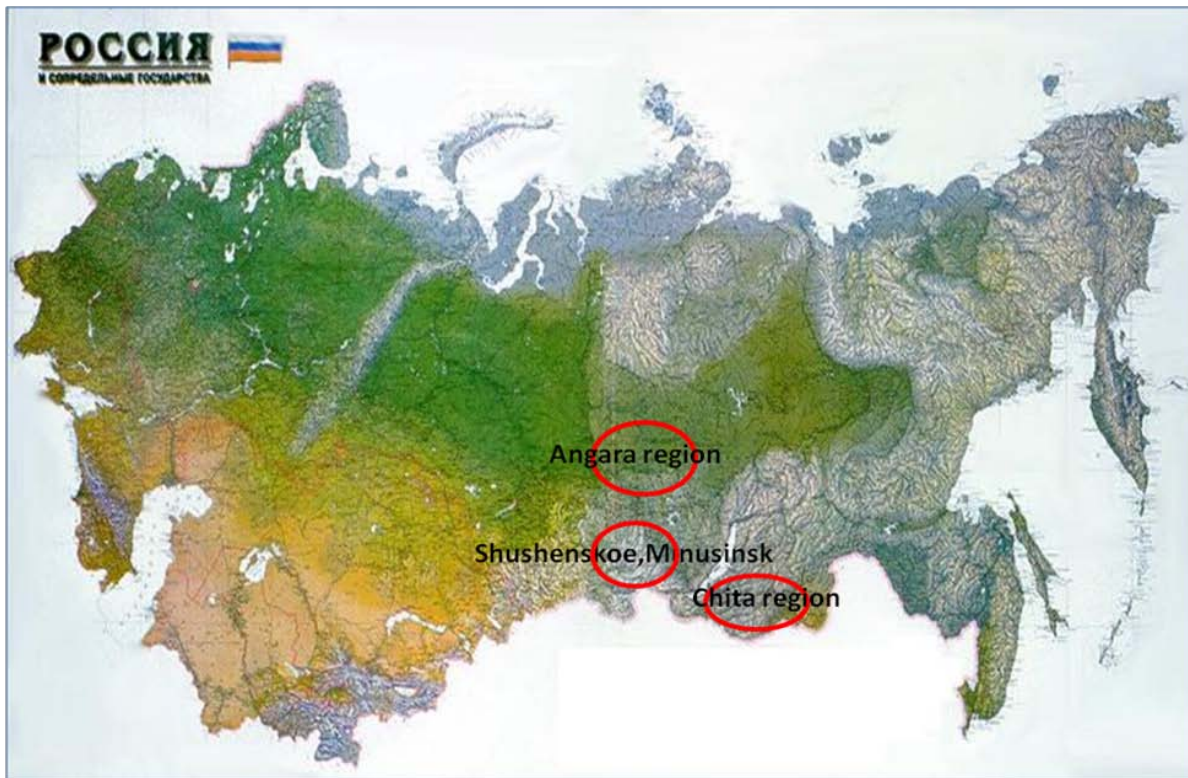 РОССИЯ
И СОПРЕДЕЛЬНЫЕ ГОСУДАРСТВА
Angara region
Shushenskoe,Minusinsk
Chita region